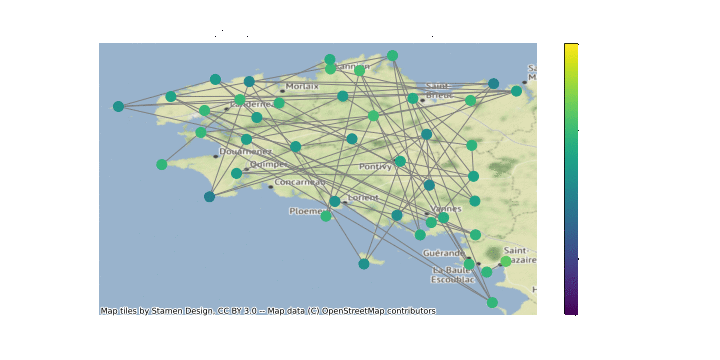 Lannion
Morlaix
Saint-
Brieuc
Landerne
Douarnenez
Quimper
Pontivy
Concarneau
Lorient
Ploeme
Vannes
Guérande
Saint-
Nazaire
La Baule-
Escoublac
Map tiles by Stamen Design, CC BY 3.0 -- Map data (C) OpenStreetMap contributors